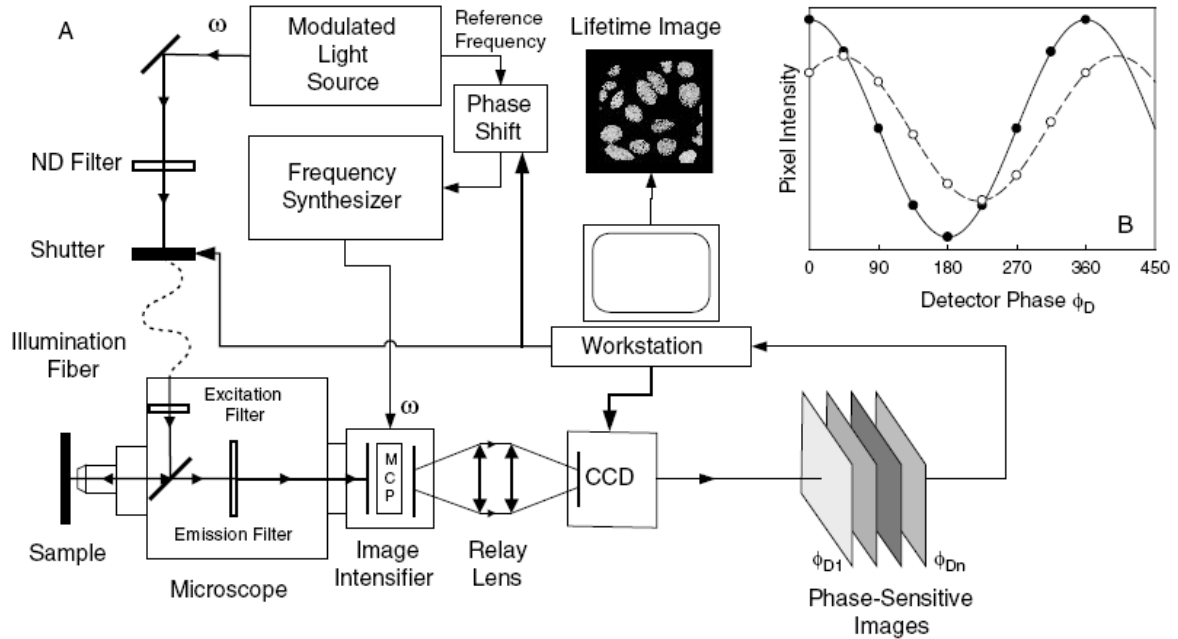 A
ω
Modulated
Light
Source
Reference
Frequency
Phase
Shift
Lifetime Image
ND Filter
Frequency
Synthesizer
Shutter
Illumination
Fiber
Workstation
Excitation
Filter
ω
M
C
P
CCD
Emission Filter
Sample
Microscope
Image
Intensifier
Relay
Lens
ϕD1
ϕDn
Phase-Sensitive
Images
Pixel Intensity
B
0 90 180 270 360 450
Detector Phase ϕD